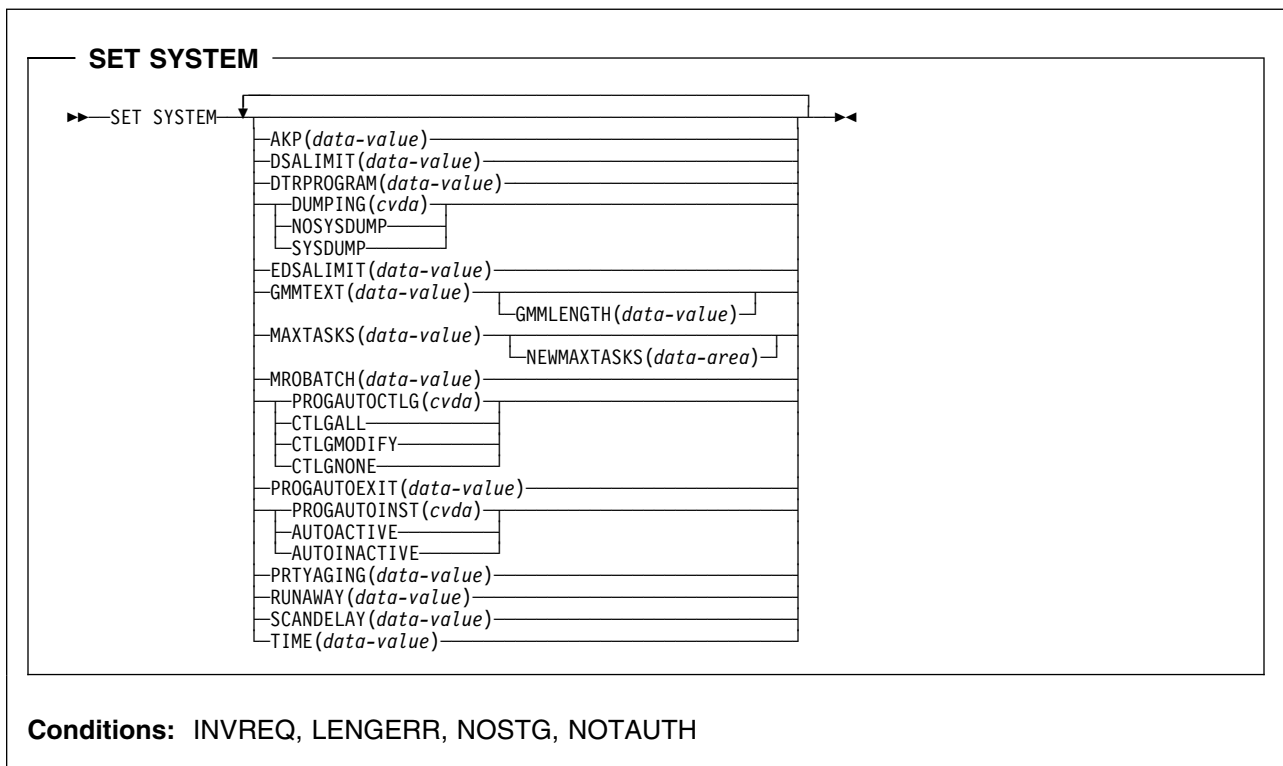 SET SYSTEM
SET SYSTEM
AKP(data-value)
DSALIMIT(data-value)
DTRPROGRAM(data-value)
DUMPING(cvda)
NOSYSDUMP
SYSDUMP
EDSALIMIT(data-value)
GMMTEXT(data-value)
GMMLENGTH(data-value)
MAXTASKS(data-value)
NEWMAXTASKS(data-area)
MROBATCH(data-value)
PROGAUTOCTLG(cvda)
CTLGALL
CTLGMODIFY
CTLGNONE
PROGAUTOEXIT(data-value)
PROGAUTOINST(cvda)
AUTOACTIVE
AUTOINACTIVE
PRTYAGING(data-value)
RUNAWAY(data-value)
SCANDELAY(data-value)
TIME(data-value)
Conditions: INVREQ, LENGERR, NOSTG, NOTAUTH